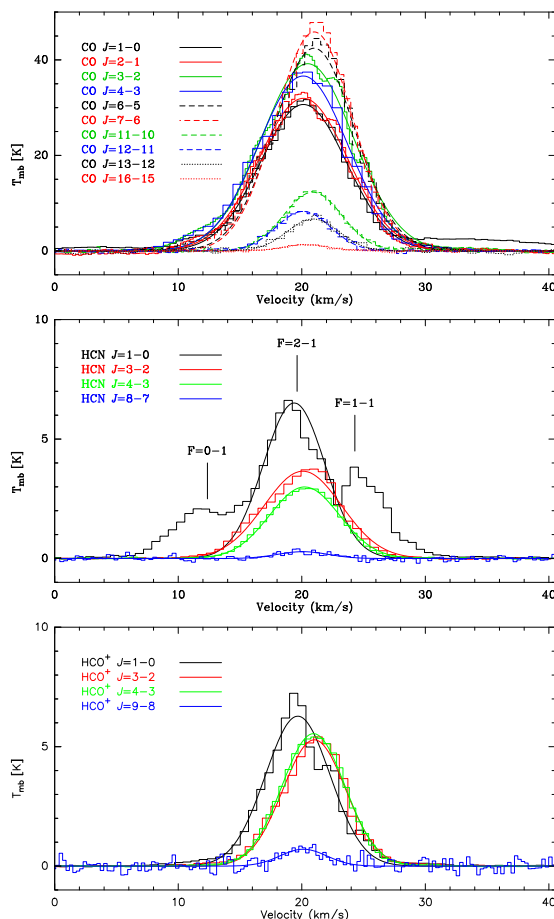 CO J=1-0
CO J=2-1
CO J=3-2
CO J=4-3
CO J=6-5
CO J=7-6
CO J=11-10
CO J=12-11
CO J=13-12
CO J=16-15
Tmb [K]
40
20
0
0 10 20 30 40
Velocity (km/s)
HCN J=1-0
HCN J=3-2
HCN J=4-3
HCN J=8-7
F=2-1
F=1-1
F=0-1
Tmb [K]
10
5
0
0 10 20 30 40
Velocity (km/s)
HCO+ J=1-0
HCO+ J=3-2
HCO+ J=4-3
HCO+ J=9-8
Tmb [K]
10
5
0
0 10 20 30 40
Velocity (km/s)